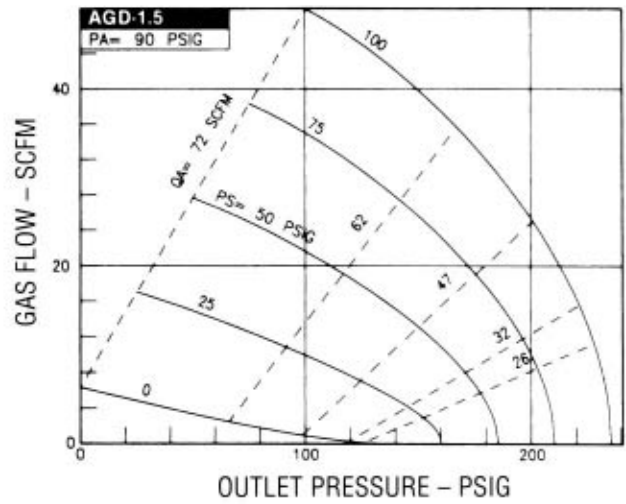 AGD-1.5
PA= 90 PSIG
GAS FLOW – SCFM
40
20
0
QA= 72 SCFM
100
75
PS= 50 PSIG
62
25
47
32
26
0
0
100
200
OUTLET PRESSURE – PSIG